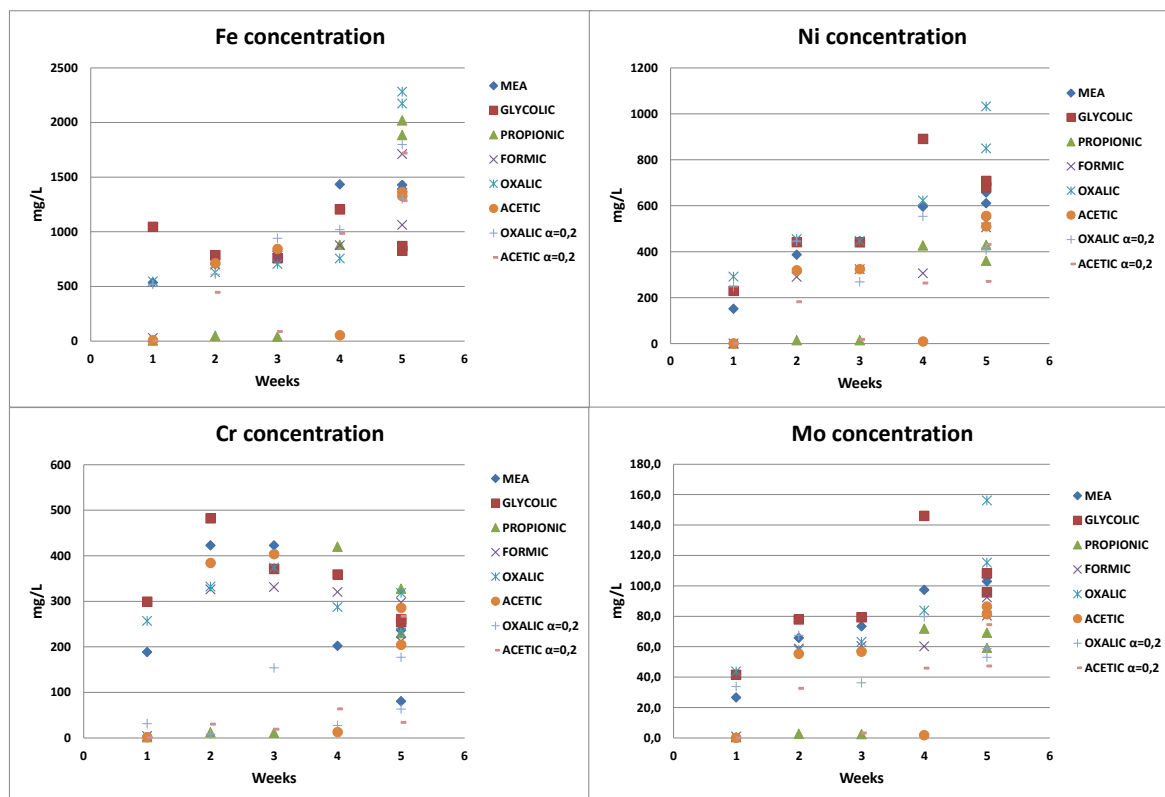 Fe concentration
2500
2000
1500
1000
500
0
mg/L
0 1 2 3 4 5 6
Weeks
MEA
GLYCOLIC
PROPIONIC
FORMIC
OXALIC
ACETIC
OXALIC α=0,2
ACETIC α=0,2
Ni concentration
1200
1000
800
600
400
200
0
mg/L
0 1 2 3 4 5 6
Weeks
MEA
GLYCOLIC
PROPIONIC
FORMIC
OXALIC
ACETIC
OXALIC α=0,2
ACETIC α=0,2
Cr concentration
600
500
400
300
200
100
0
mg/L
0 1 2 3 4 5 6
Weeks
MEA
GLYCOLIC
PROPIONIC
FORMIC
OXALIC
ACETIC
OXALIC α=0,2
ACETIC α=0,2
Mo concentration
180,0
160,0
140,0
120,0
100,0
80,0
60,0
40,0
20,0
0,0
mg/L
0 1 2 3 4 5 6
Weeks
MEA
GLYCOLIC
PROPIONIC
FORMIC
OXALIC
ACETIC
OXALIC α=0,2
ACETIC α=0,2